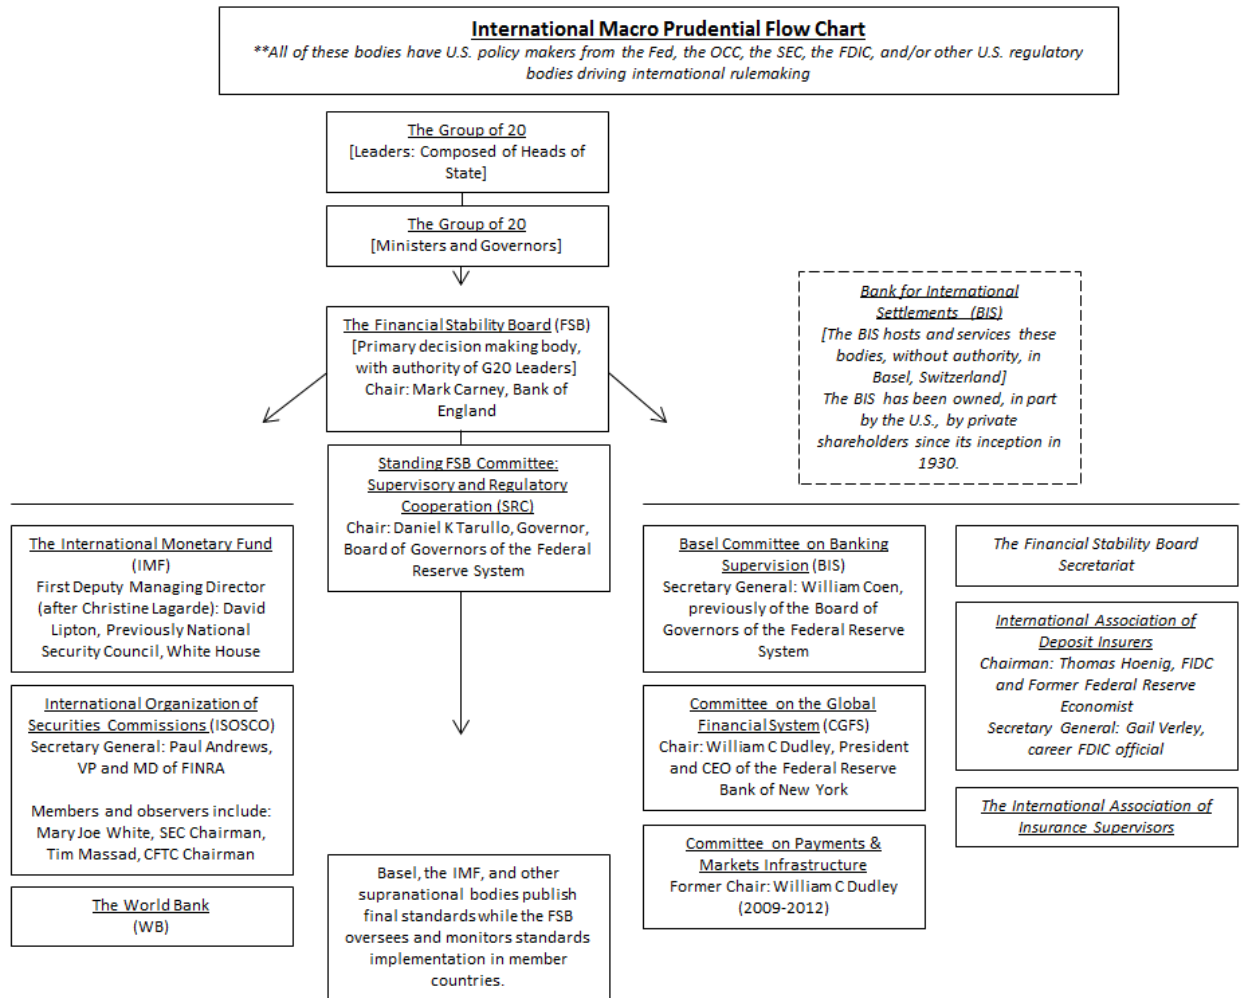 International Macro Prudential Flow Chart
**All of these bodies have U.S. policy makers from the Fed, the OCC, the SEC, the FDIC, and/or other U.S. regulatory
bodies driving international rulemaking
The Group of 20
[Leaders: Composed of Heads of
State]
The Group of 20
[Ministers and Governors]
The Financial Stability Board (FSB)
[Primary decision making body,
with authority of G20 Leaders]
Chair: Mark Carney, Bank of
England
Bank for International
Settlements (BIS)
[The BIS hosts and services these
bodies, without authority, in
Basel, Switzerland]
The BIS has been owned, in part
by the U.S., by private
shareholders since its inception in
1930.
Standing FSB Committee:
Supervisory and Regulatory
Cooperation (SRC)
Chair: Daniel K Tarullo, Governor,
Board of Governors of the Federal
Reserve System
The International Monetary Fund
(IMF)
First Deputy Managing Director
(after Christine Lagarde): David
Lipton, Previously National
Security Council, White House
International Organization of
Securities Commissions (ISOSCO)
Secretary General: Paul Andrews,
VP and MD of FINRA
Members and observers include:
Mary Joe White, SEC Chairman,
Tim Massad, CFTC Chairman
The World Bank
(WB)
Basel, the IMF, and other
supranational bodies publish
final standards while the FSB
oversees and monitors standards
implementation in member
countries.
Basel Committee on Banking
Supervision (BIS)
Secretary General: William Coen,
previously of the Board of
Governors of the Federal Reserve
System
Committee on the Global
Financial System (CGFS)
Chair: William C Dudley, President
and CEO of the Federal Reserve
Bank of New York
Committee on Payments &
Markets Infrastructure
Former Chair: William C Dudley
(2009-2012)
The Financial Stability Board
Secretariat
International Association of
Deposit Insurers
Chairman: Thomas Hoenig, FIDC
and Former Federal Reserve
Economist
Secretary General: Gail Verley,
career FDIC official
The International Association of
Insurance Supervisors